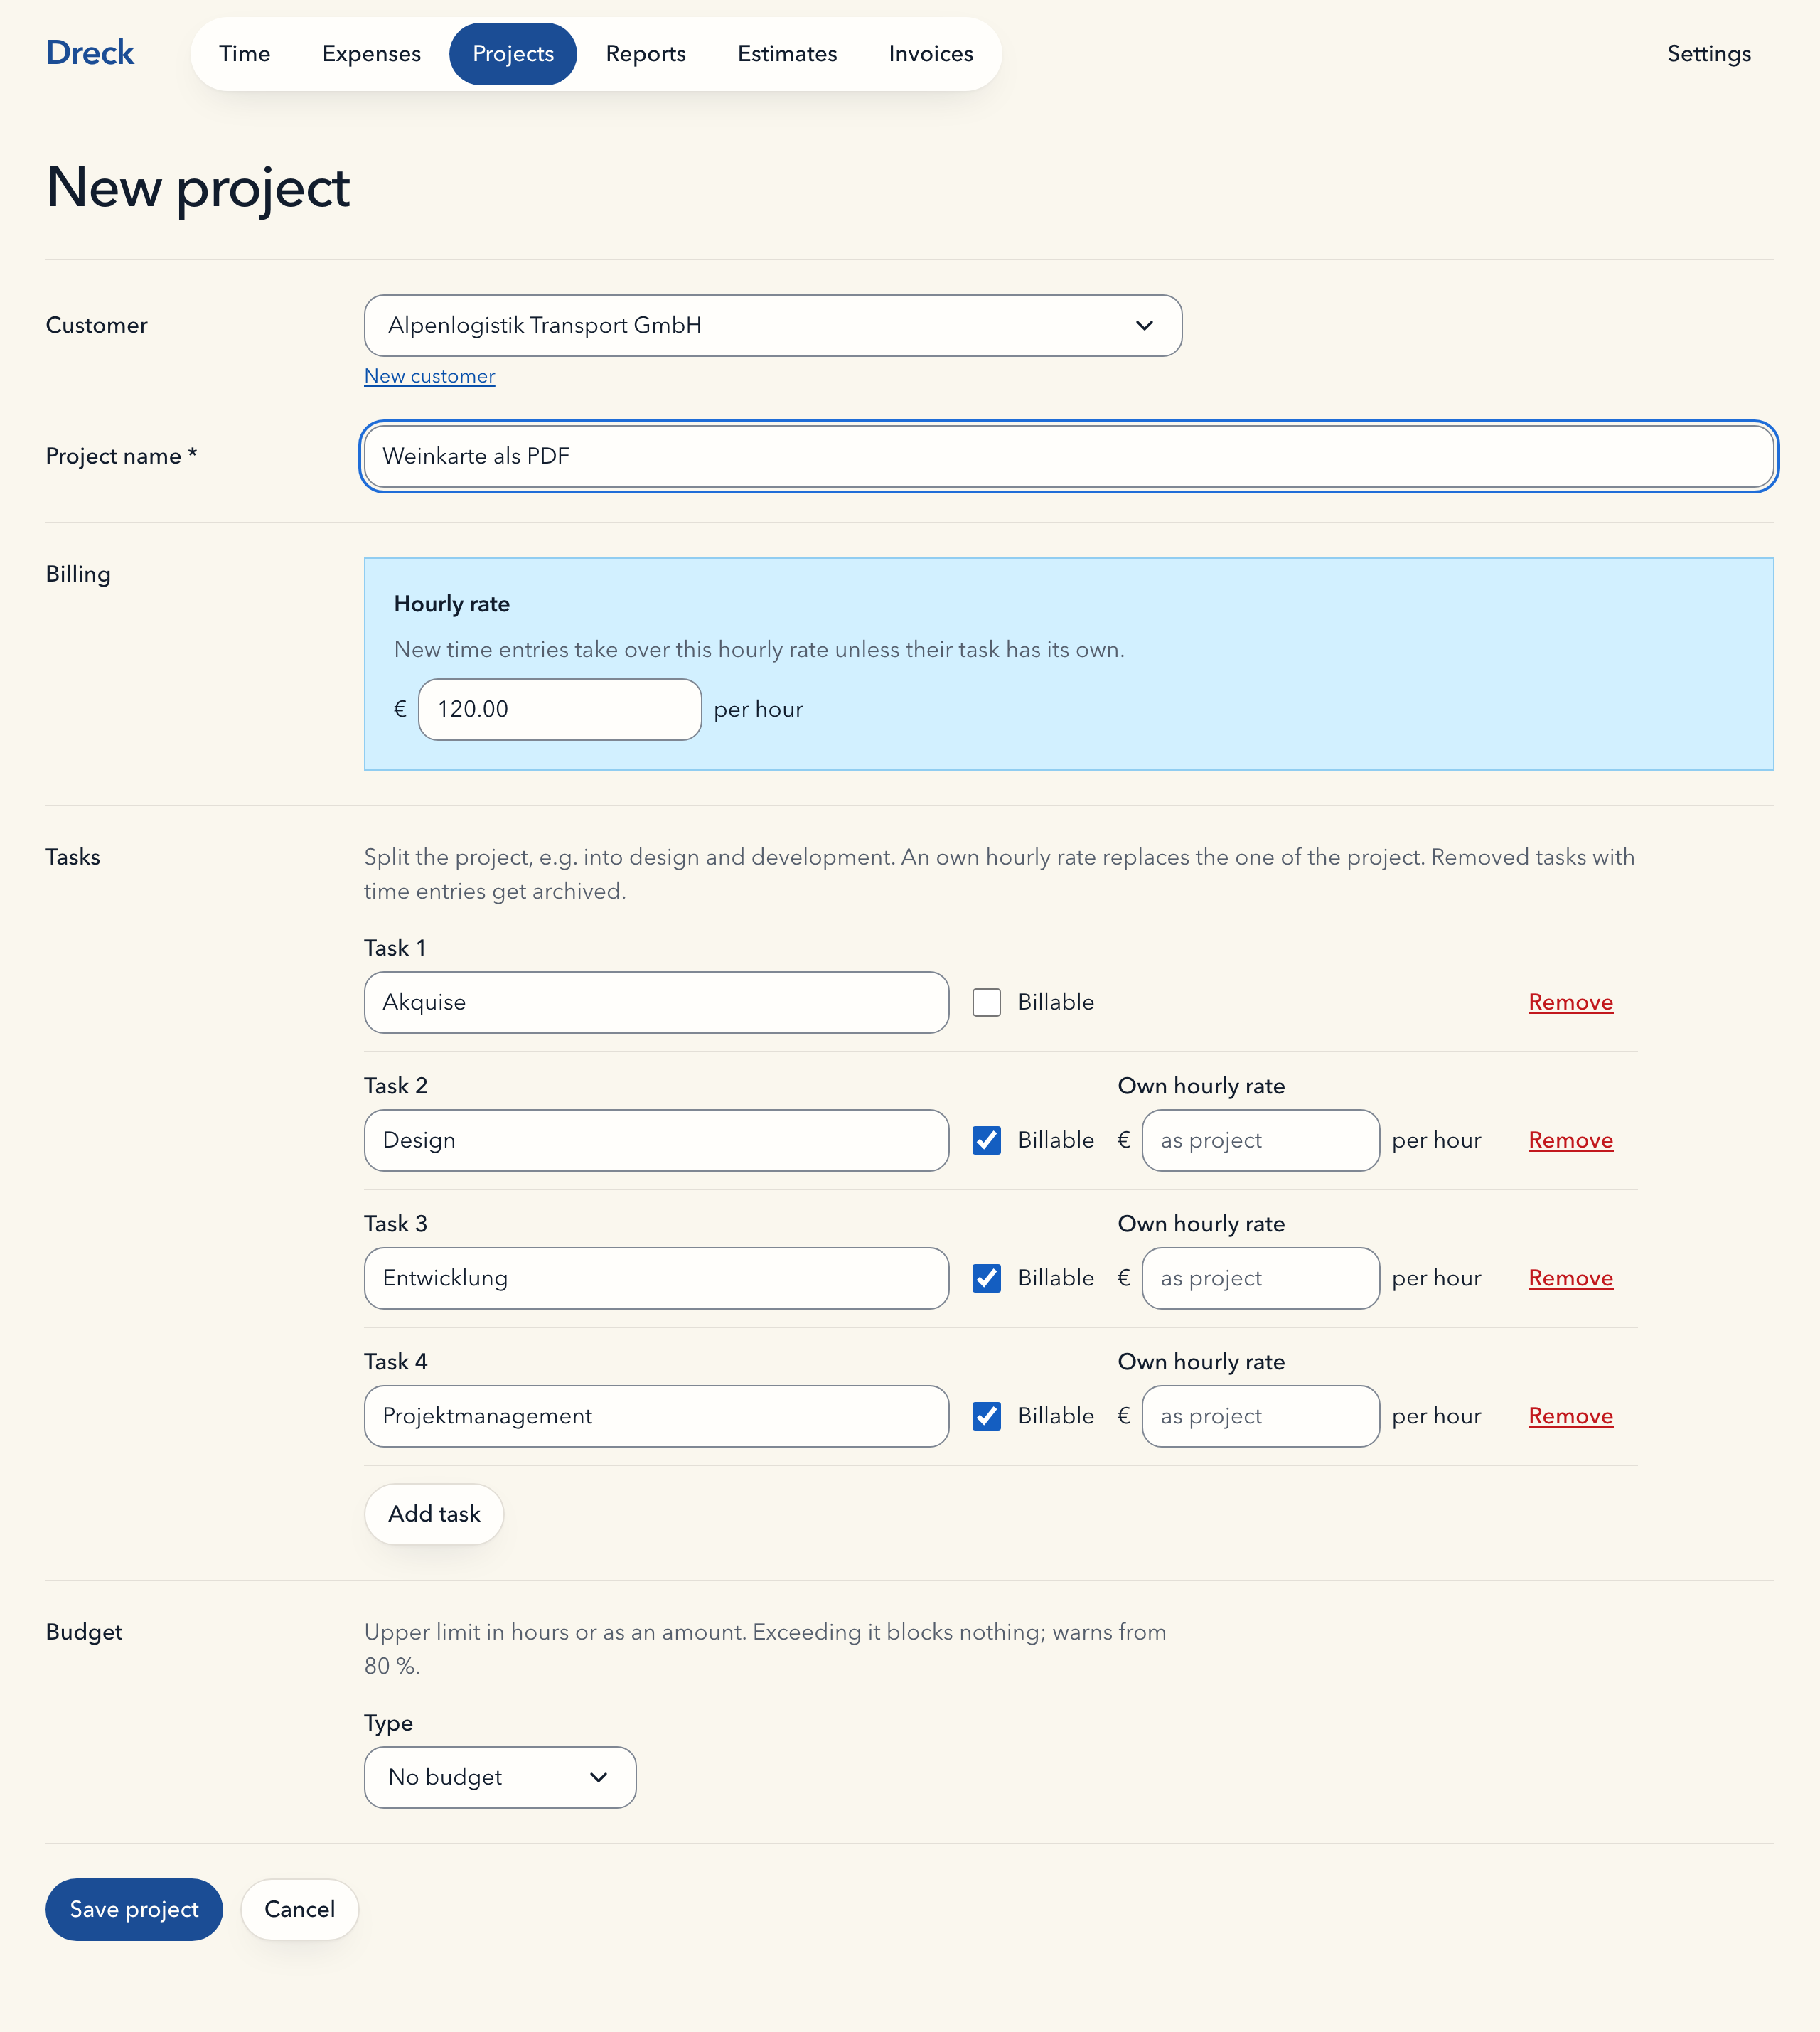 Dreck
Time Expenses Projects Reports Estimates Invoices
Settings
New project
Customer
Alpenlogistik Transport GmbH
New customer
Project name *
Weinkarte als PDF
Billing
Hourly rate
New time entries take over this hourly rate unless their task has its own.
€ 120.00 per hour
Tasks
Split the project, e.g. into design and development. An own hourly rate replaces the one of the project. Removed tasks with
time entries get archived.
Task 1
Akquise Billable Remove
Task 2 Own hourly rate
Design Billable € as project per hour Remove
Task 3 Own hourly rate
Entwicklung Billable € as project per hour Remove
Task 4 Own hourly rate
Projektmanagement Billable € as project per hour Remove
Add task
Budget
Upper limit in hours or as an amount. Exceeding it blocks nothing; warns from
80 %.
Type
No budget
Save project Cancel